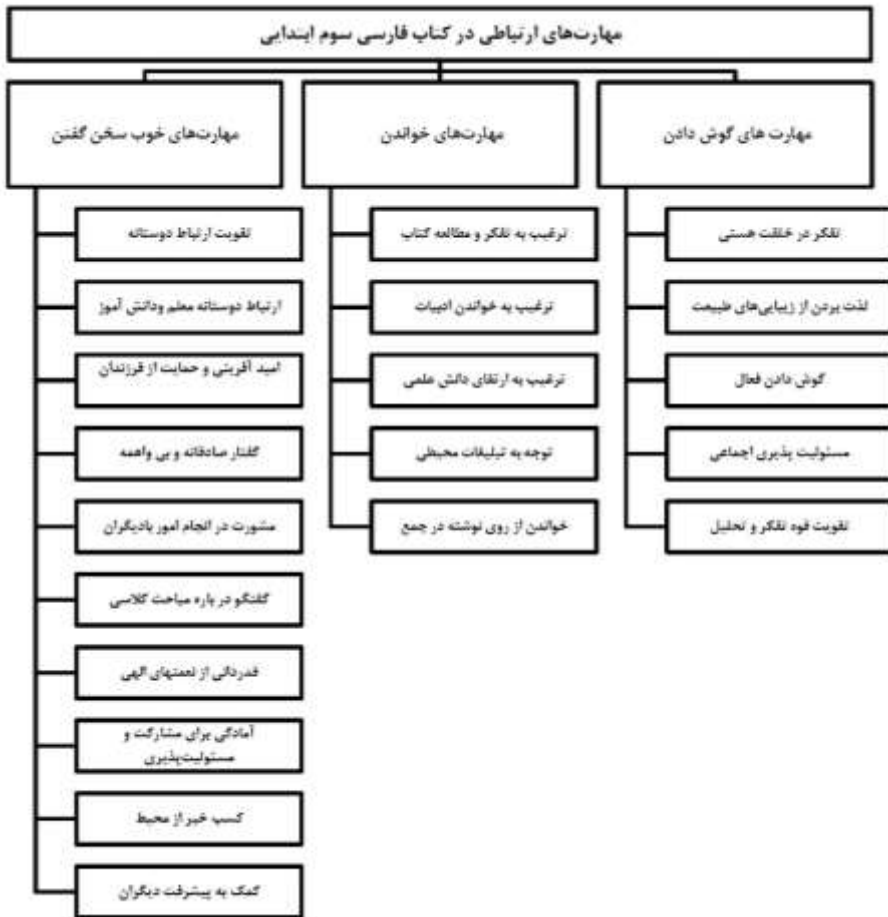 مهارت‌های ارتباطی در کتاب فارسی سوم ابتدایی
مهارت های گوش دادن
تفکر در خلقت هستی
لذت بردن از زیبایی‌های طبیعت
گوش دادن فعال
مسئولیت پذیری اجماعی
تقویت قوه تفکر و تحلیل
مهارت‌های خواندن
ترغیب به تفکر و مطالعه کتاب
ترغیب به خواندن ادبیات
ترغیب به ارتقای دانش علمی
توجه به تبلیغات محیطی
خواندن از روی نوشته در جمع
مهارت‌های خوب سخن گفتن
تقویت ارتباط دوستانه
ارتباط دوستانه معلم ودانش آموز
امید آفرینی و حمایت از فرزندان
گفتار صادقانه و بی واهمه
مشورت در انجام امور بادیگران
گفتگو در باره مباحث کلاسی
قدردانی از نعمتهای الهی
آمادگی برای مشارکت و
مسئولیت‌پذیری
کسب خبر از محیط
کمک به پیشرفت دیگران